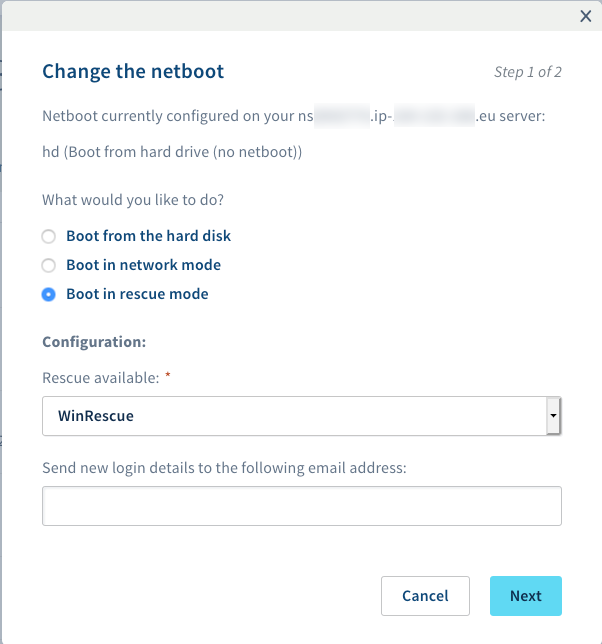 Change the netboot
Step 1 of 2
Netboot currently configured on your ns .ip- .eu server:
hd (Boot from hard drive (no netboot))
What would you like to do?
Boot from the hard disk
Boot in network mode
Boot in rescue mode
Configuration:
Rescue available: *
WinRescue
Send new login details to the following email address:
Cancel
Next